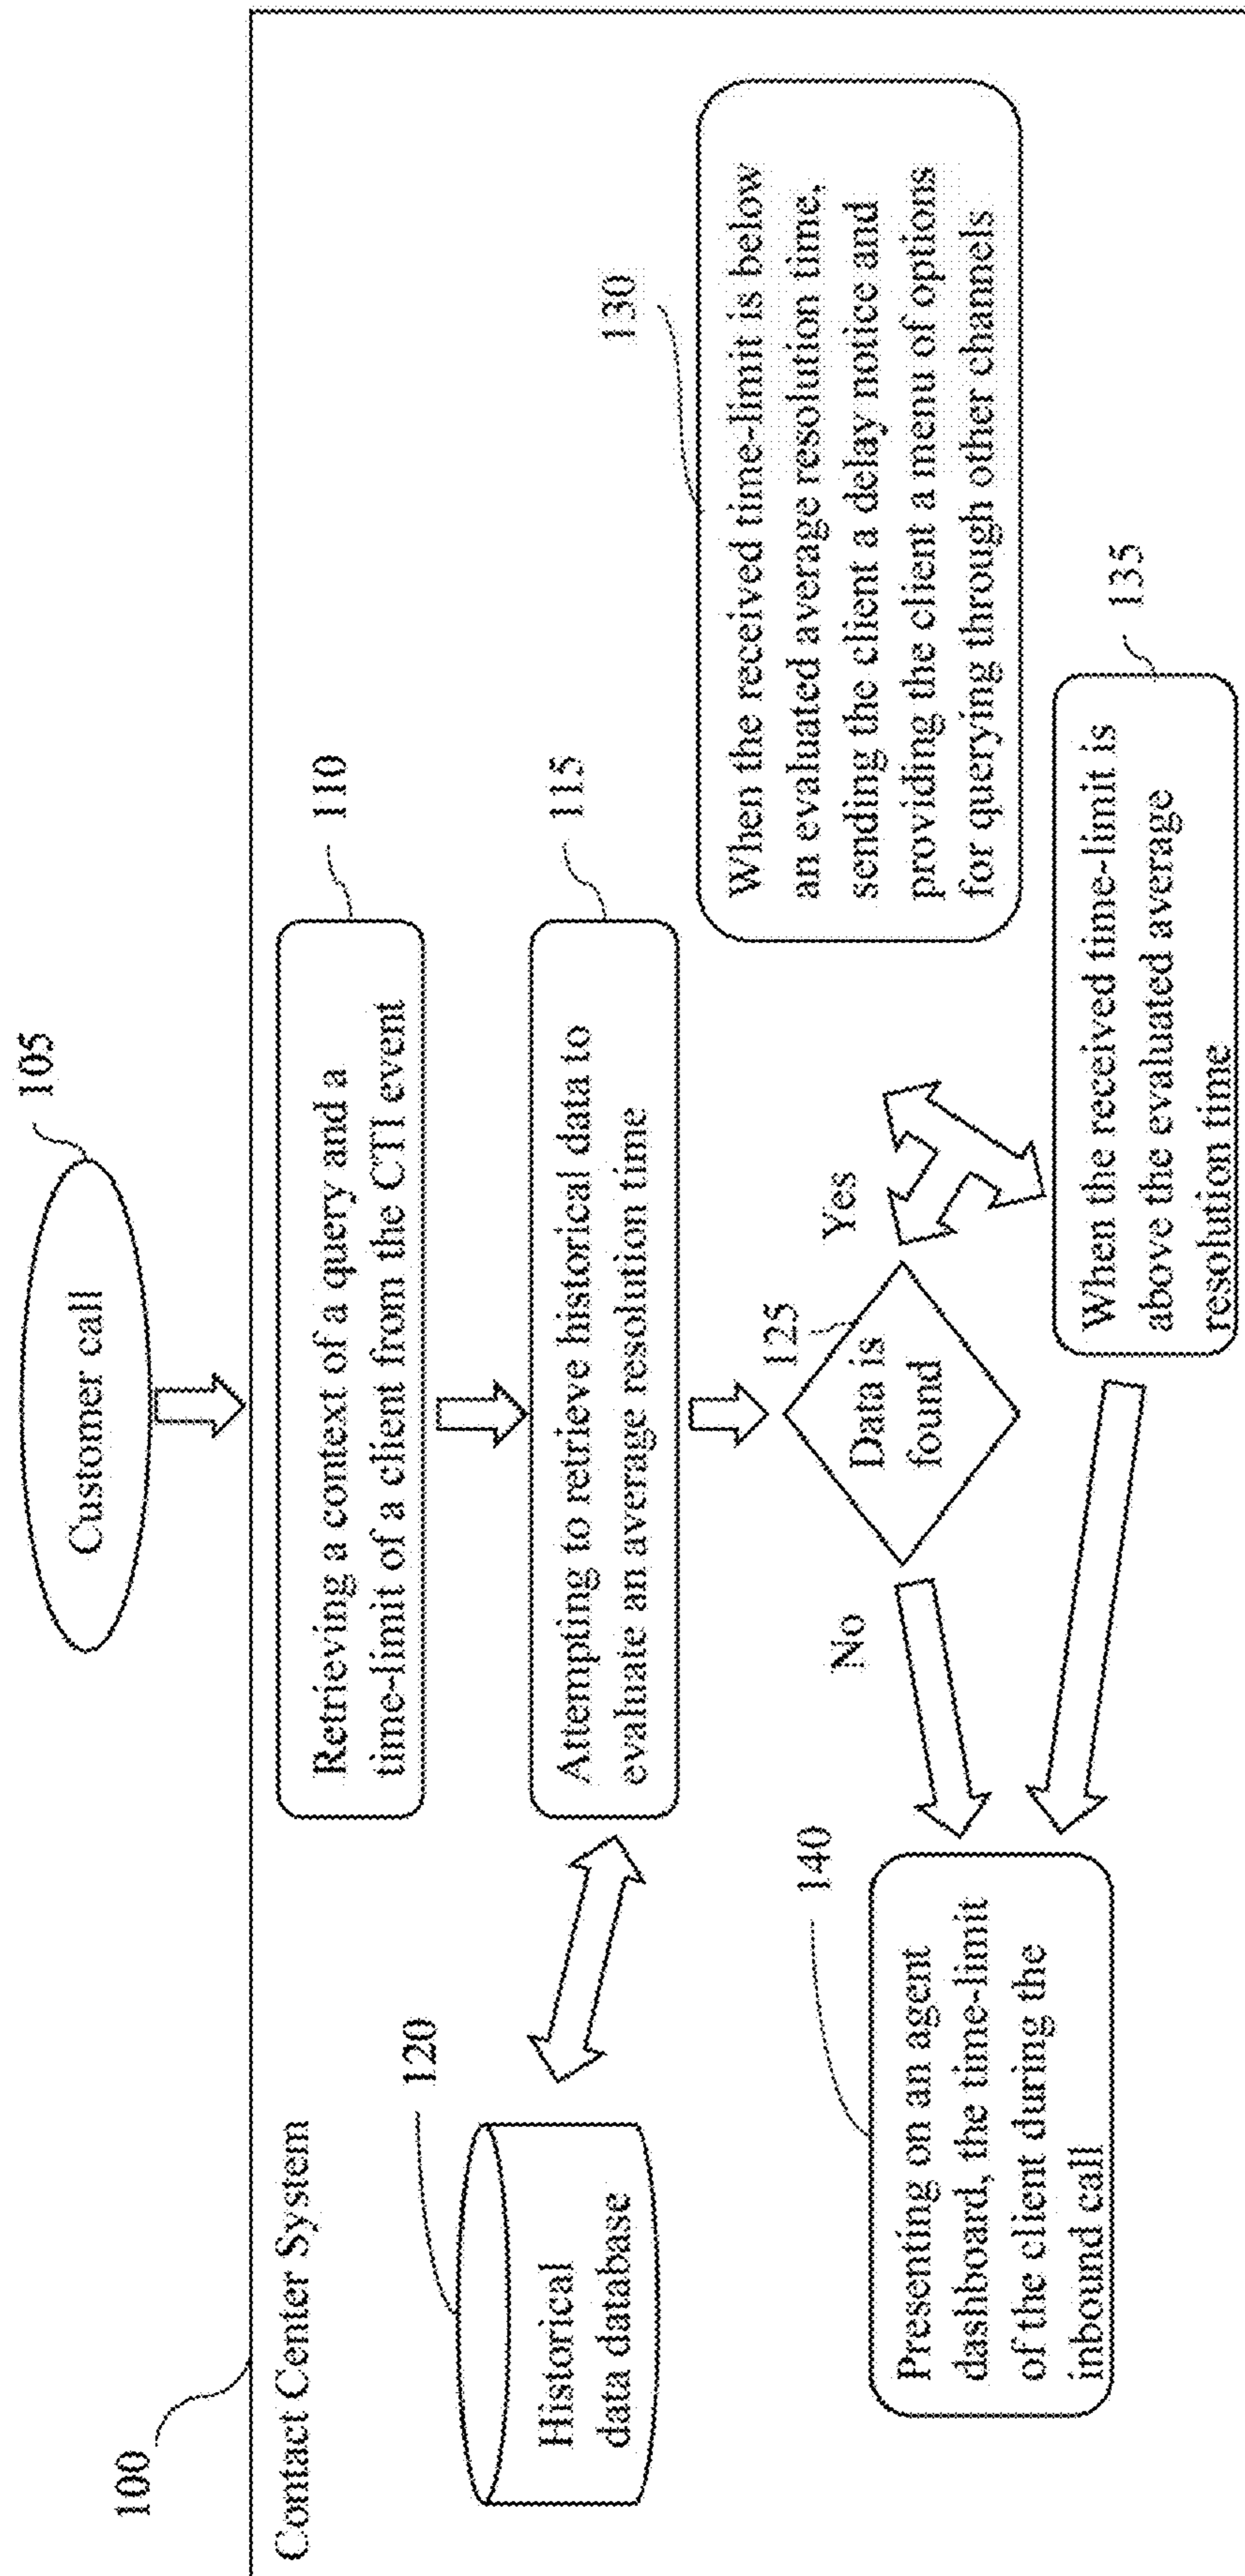 Customer call
105
100
Contact Center System
Retrieving a context of a query and a
time-limit of a client from the CTI event
110
Attempting to retrieve historical data to
evaluate an average resolution time
115
120
Historical
data database
125
Data is
found
Yes
No
130
When the received time-limit is below
an evaluated average resolution time,
sending the client a delay notice and
providing the client a menu of options
for querying through other channels
135
When the received time-limit is
above the evaluated average
resolution time
140
Presenting on an agent
dashboard, the time-limit
of the client during the
inbound call